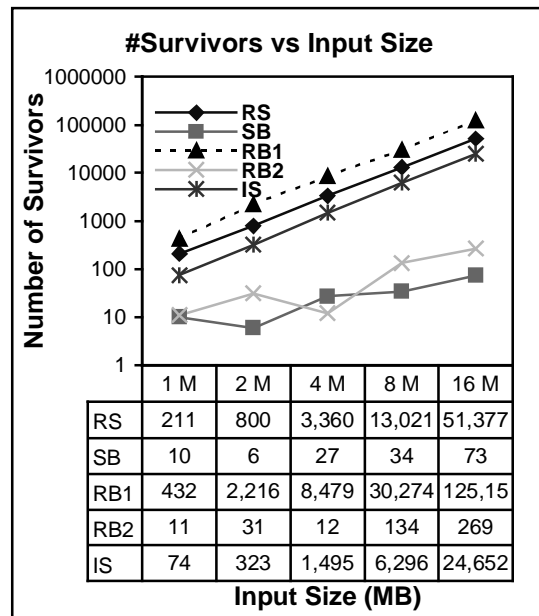 #Survivors vs Input Size
Number of Survivors
1000000
100000
10000
1000
100
10
1
RS
SB
RB1
RB2
IS
1 M 2 M 4 M 8 M 16 M
RS 211 800 3,360 13,021 51,377
SB 10 6 27 34 73
RB1 432 2,216 8,479 30,274 125,15
RB2 11 31 12 134 269
IS 74 323 1,495 6,296 24,652
Input Size (MB)